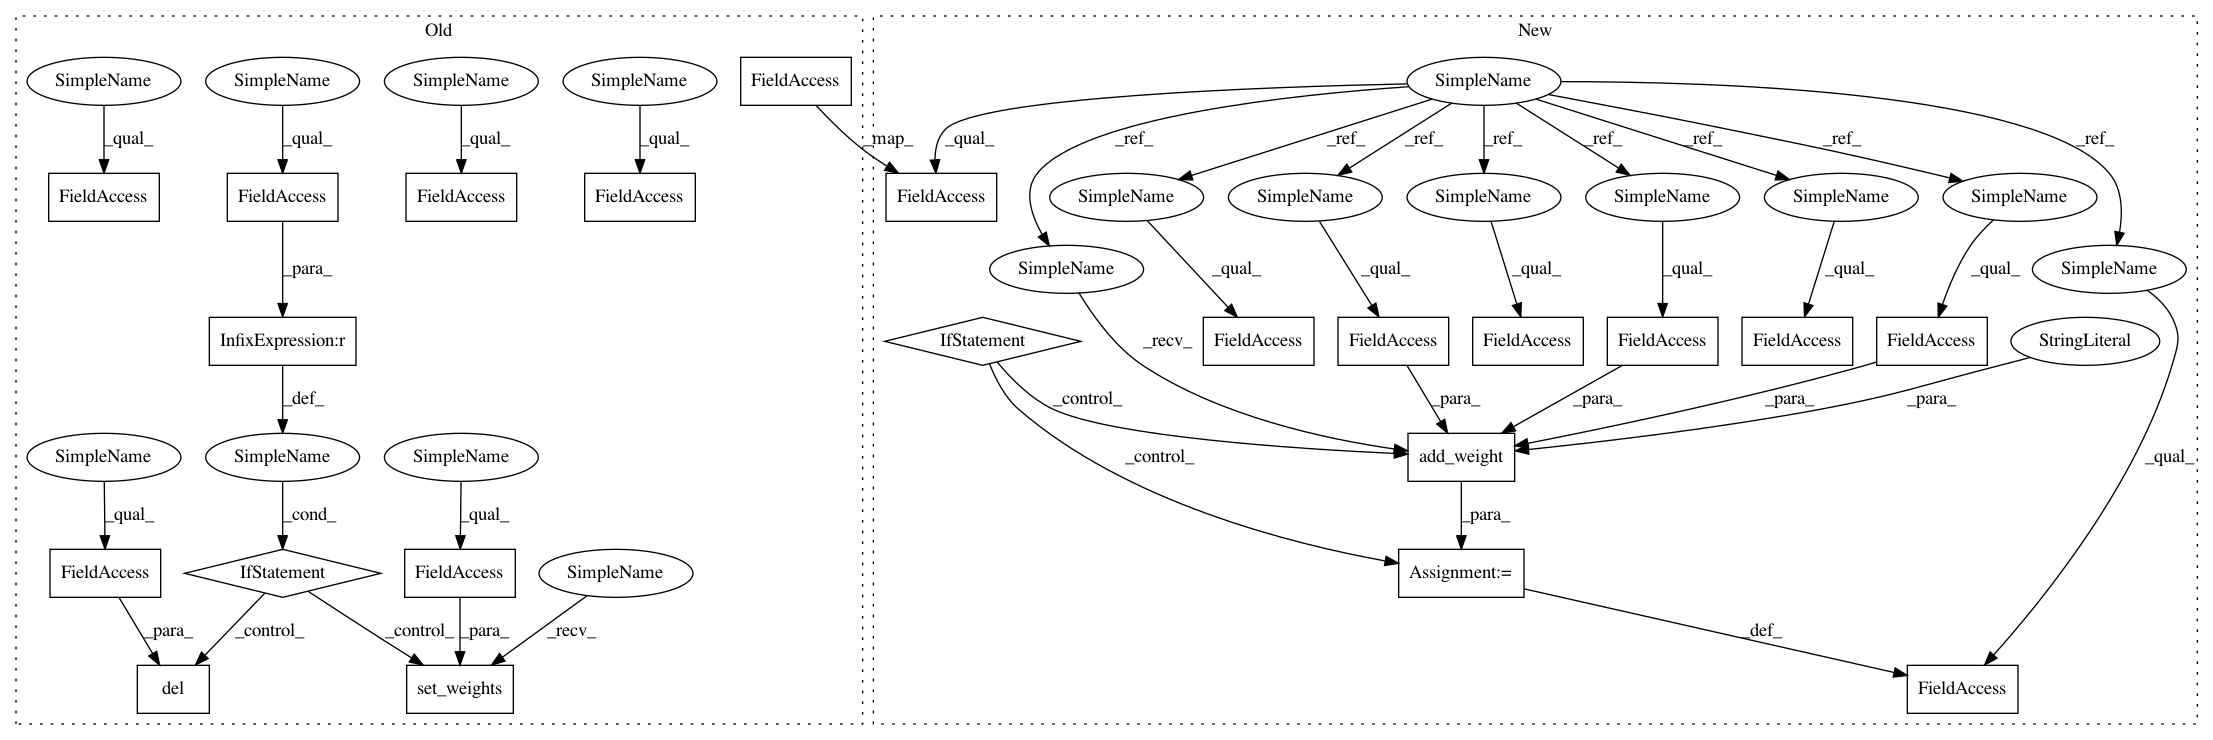 Old
New
SimpleName
SimpleName
SimpleName
SimpleName
FieldAccess
SimpleName
_qual_
_qual_
_qual_
_qual_
_map_
_qual_
_ref_
_ref_
_ref_
_ref_
_ref_
_ref_
_ref_
_ref_
FieldAccess
FieldAccess
FieldAccess
FieldAccess
FieldAccess
SimpleName
SimpleName
SimpleName
SimpleName
SimpleName
SimpleName
_para_
SimpleName
_qual_
_qual_
_qual_
_qual_
_qual_
_qual_
SimpleName
InfixExpression:r
IfStatement
_recv_
FieldAccess
FieldAccess
FieldAccess
FieldAccess
FieldAccess
FieldAccess
StringLiteral
_def_
_control_
_para_
_para_
_para_
_para_
SimpleName
SimpleName
SimpleName
_control_
add_weight
_qual_
_qual_
_cond_
_qual_
_para_
FieldAccess
IfStatement
FieldAccess
SimpleName
Assignment:=
_para_
_control_
_control_
_para_
_recv_
_def_
del
set_weights
FieldAccess